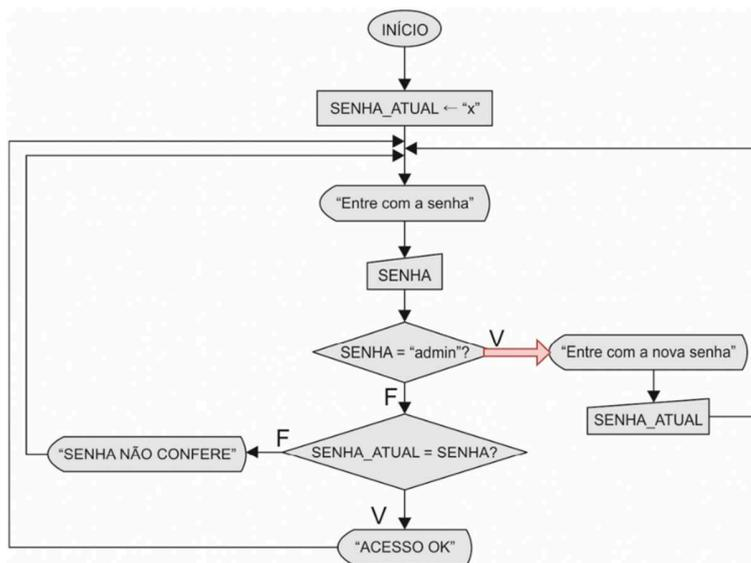 INÍCIO
SENHA_ATUAL ← “x”
“Entre com a senha”
SENHA
SENHA = “admin”?
V
“Entre com a nova senha”
F
SENHA_ATUAL
“SENHA NÃO CONFERE”
F
SENHA_ATUAL = SENHA?
V
“ACESSO OK”